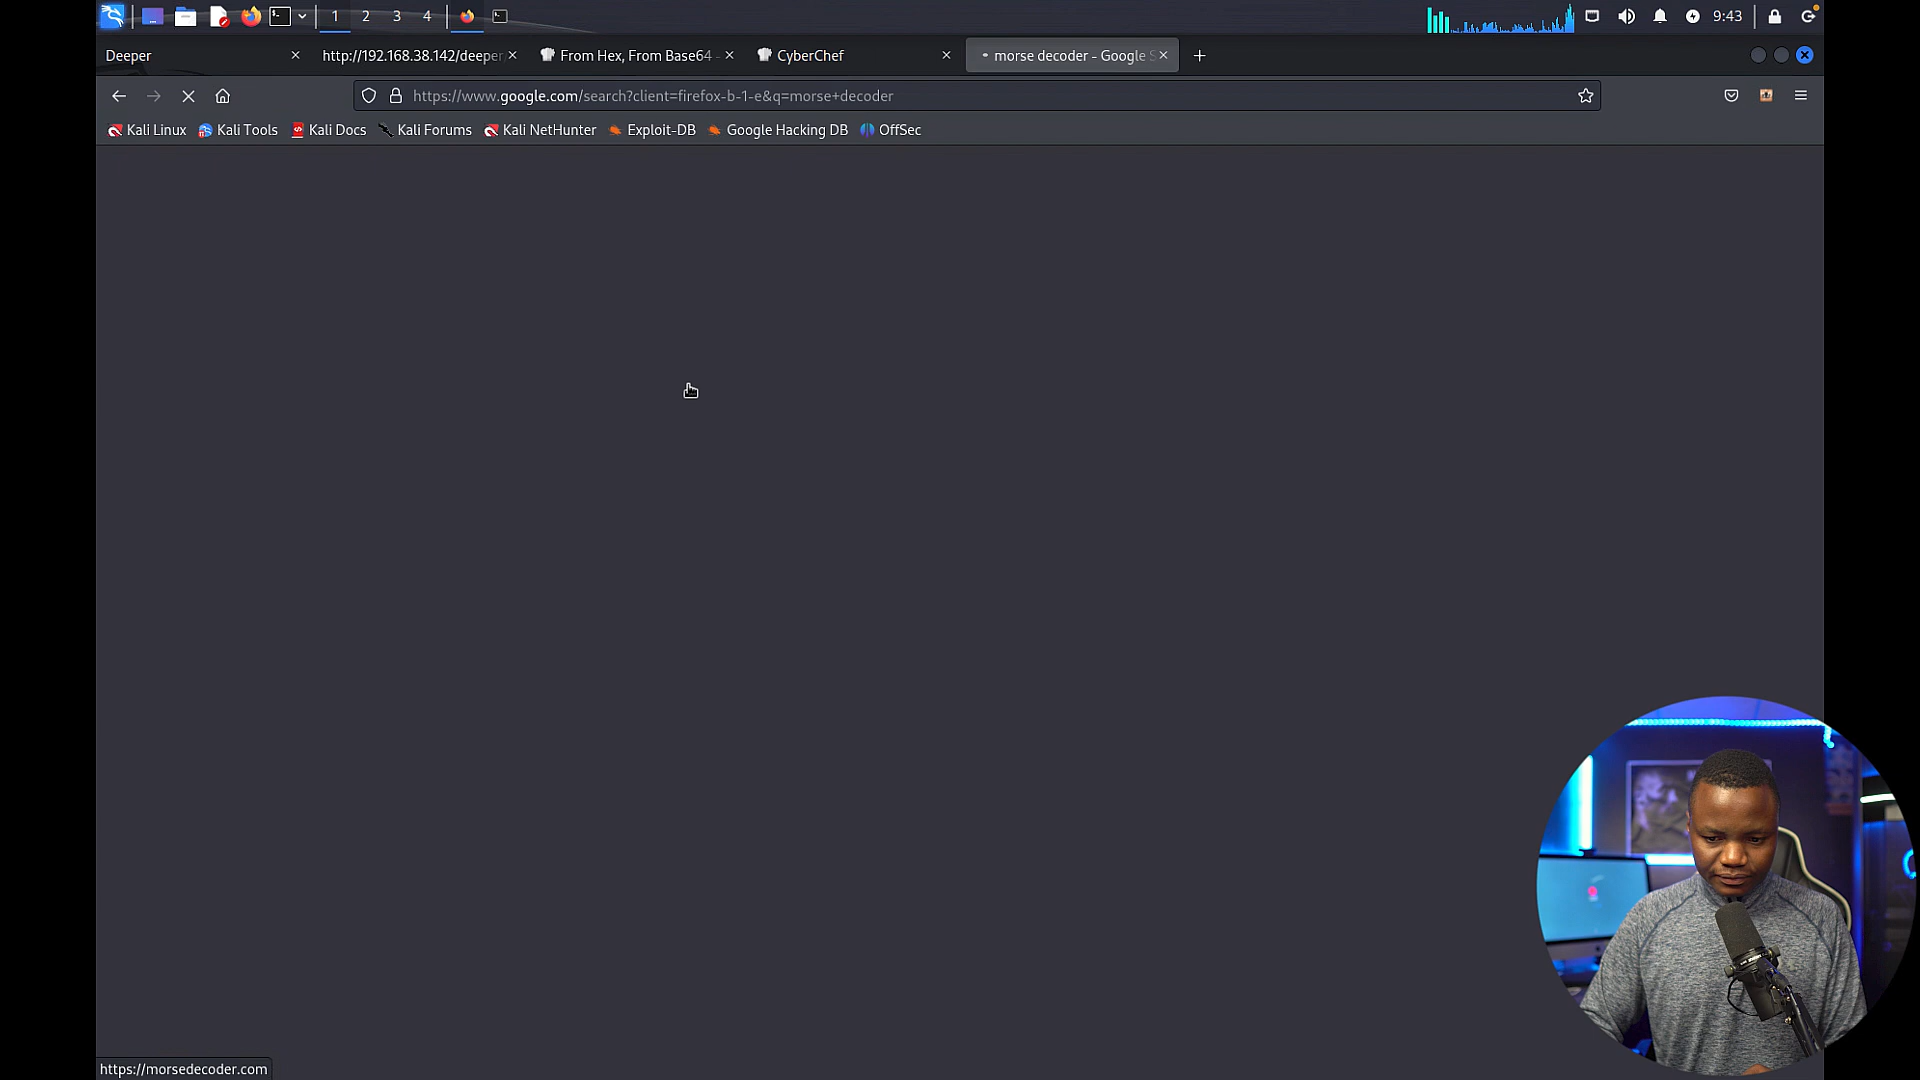 1 2 3 4 9:43
Deeper http://192.168.38.142/deeper From Hex, From Base64 - CyberChef morse decoder - Google S
https://www.google.com/search?client=firefox-b-1-e&q=morse+decoder
Kali Linux Kali Tools Kali Docs Kali Forums Kali NetHunter Exploit-DB Google Hacking DB OffSec
https://morsedecoder.com